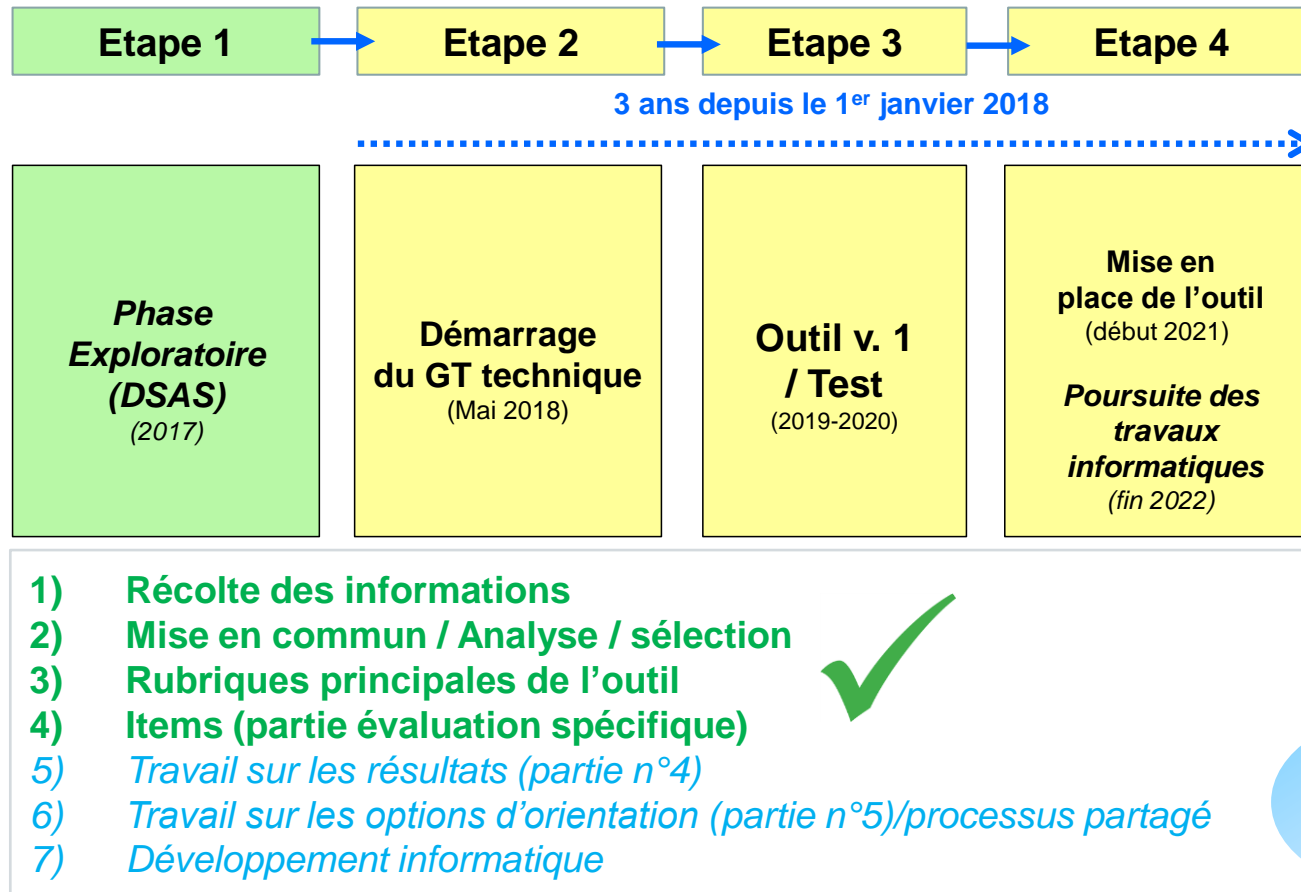 Etape 1
Etape 2
Etape 3
Etape 4
3 ans depuis le 1er janvier 2018
Phase
Exploratoire
(DSAS)
(2017)
Démarrage
du GT technique
(Mai 2018)
Outil v. 1
/ Test
(2019-2020)
Mise en
place de l’outil
(début 2021)
Poursuite des
travaux
informatiques
(fin 2022)
1) Récolte des informations
2) Mise en commun / Analyse / sélection
3) Rubriques principales de l’outil
4) Items (partie évaluation spécifique)
5) Travail sur les résultats (partie n°4)
6) Travail sur les options d’orientation (partie n°5)/processus partagé
7) Développement informatique